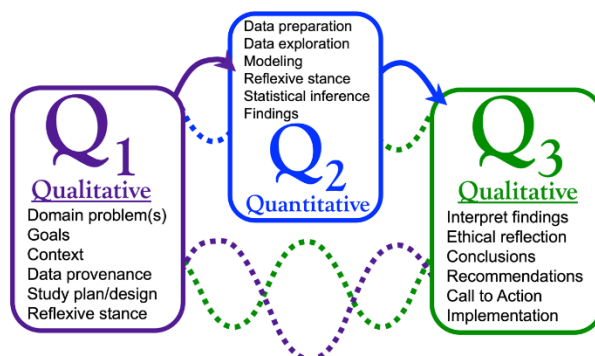 Q1
Qualitative
Domain problem(s)
Goals
Context
Data provenance
Study plan/design
Reflexive stance
Data preparation
Data exploration
Modeling
Reflexive stance
Statistical inference
Findings
Q2
Quantitative
Q3
Qualitative
Interpret findings
Ethical reflection
Conclusions
Recommendations
Call to Action
Implementation